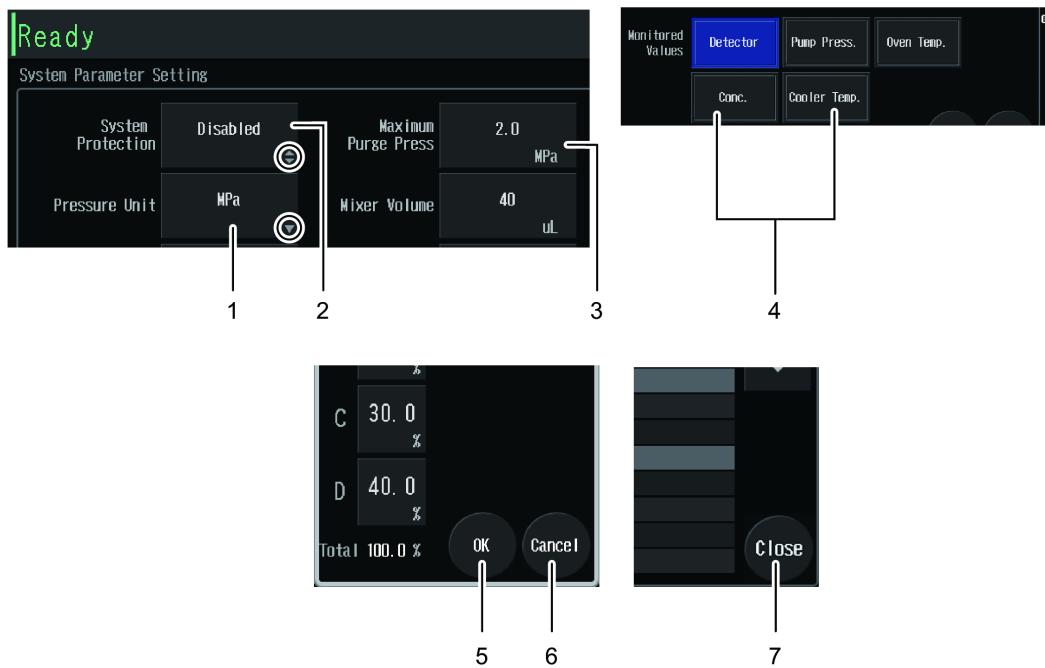 Ready
System Parameter Setting
System
Protection
Disabled
Maximum
Purge Press
2.0
MPa
Pressure Unit
MPa
Mixer Volume
40
uL
1
2
3
Monitored
Values
Detector
Pump Press.
Oven Temp.
Conc.
Cooler Temp.
4
%
C
30.0
%
D
40.0
%
Total 100.0 %
OK
Cancel
Close
5
6
7